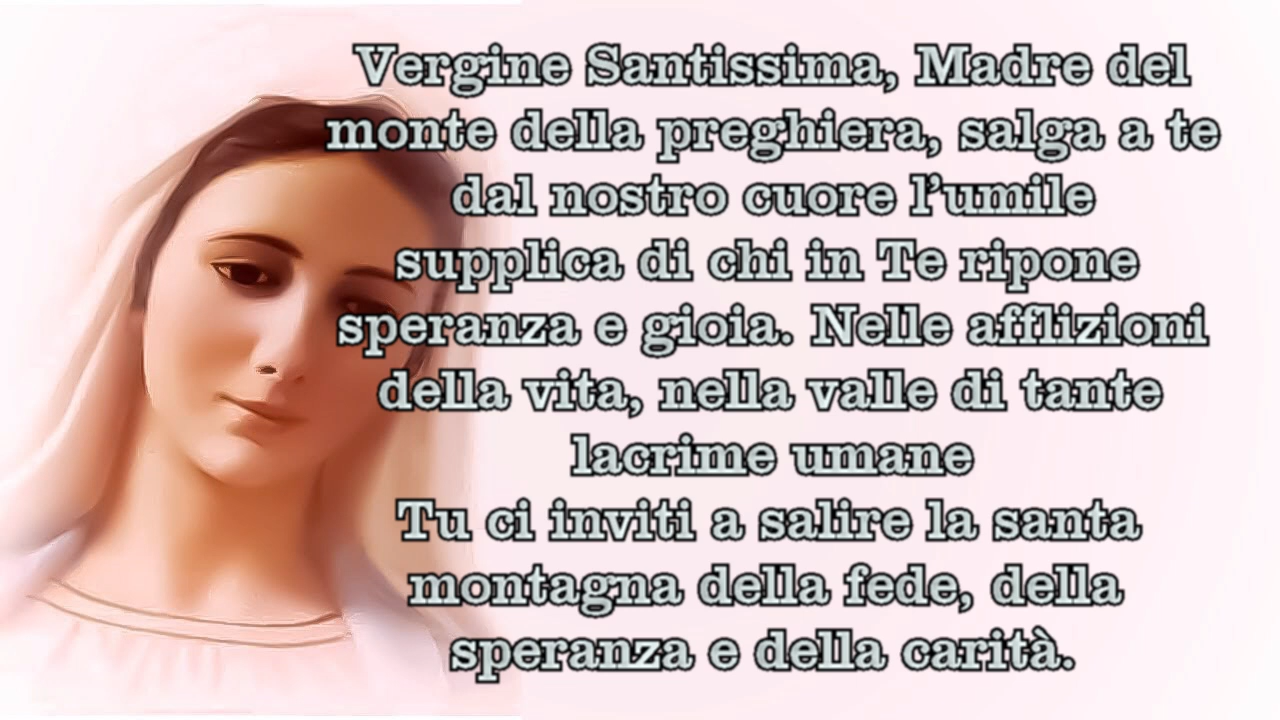 Vergine Santissima, Madre del
monte della preghiera, salga a te
dal nostro cuore l'umile
supplica di chi in Te ripone
speranza e gioia. Nelle afflizioni
della vita, nella valle di tante
lacrime umane
Tu ci inviti a salire la santa
montagna della fede, della
speranza e della carità.